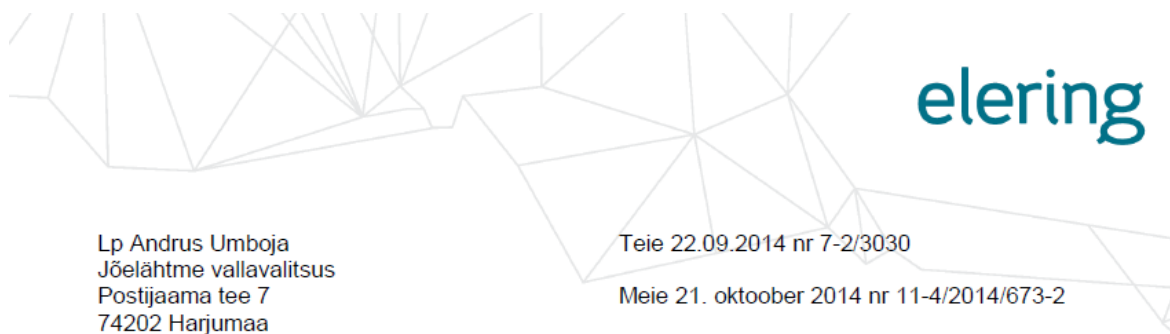 elering
Lp Andrus Umboja
Jõelähtme vallavalitsus
Postijaama tee 7
74202 Harjumaa
Teie 22.09.2014 nr 7-2/3030
Meie 21. oktoober 2014 nr 11-4/2014/673-2